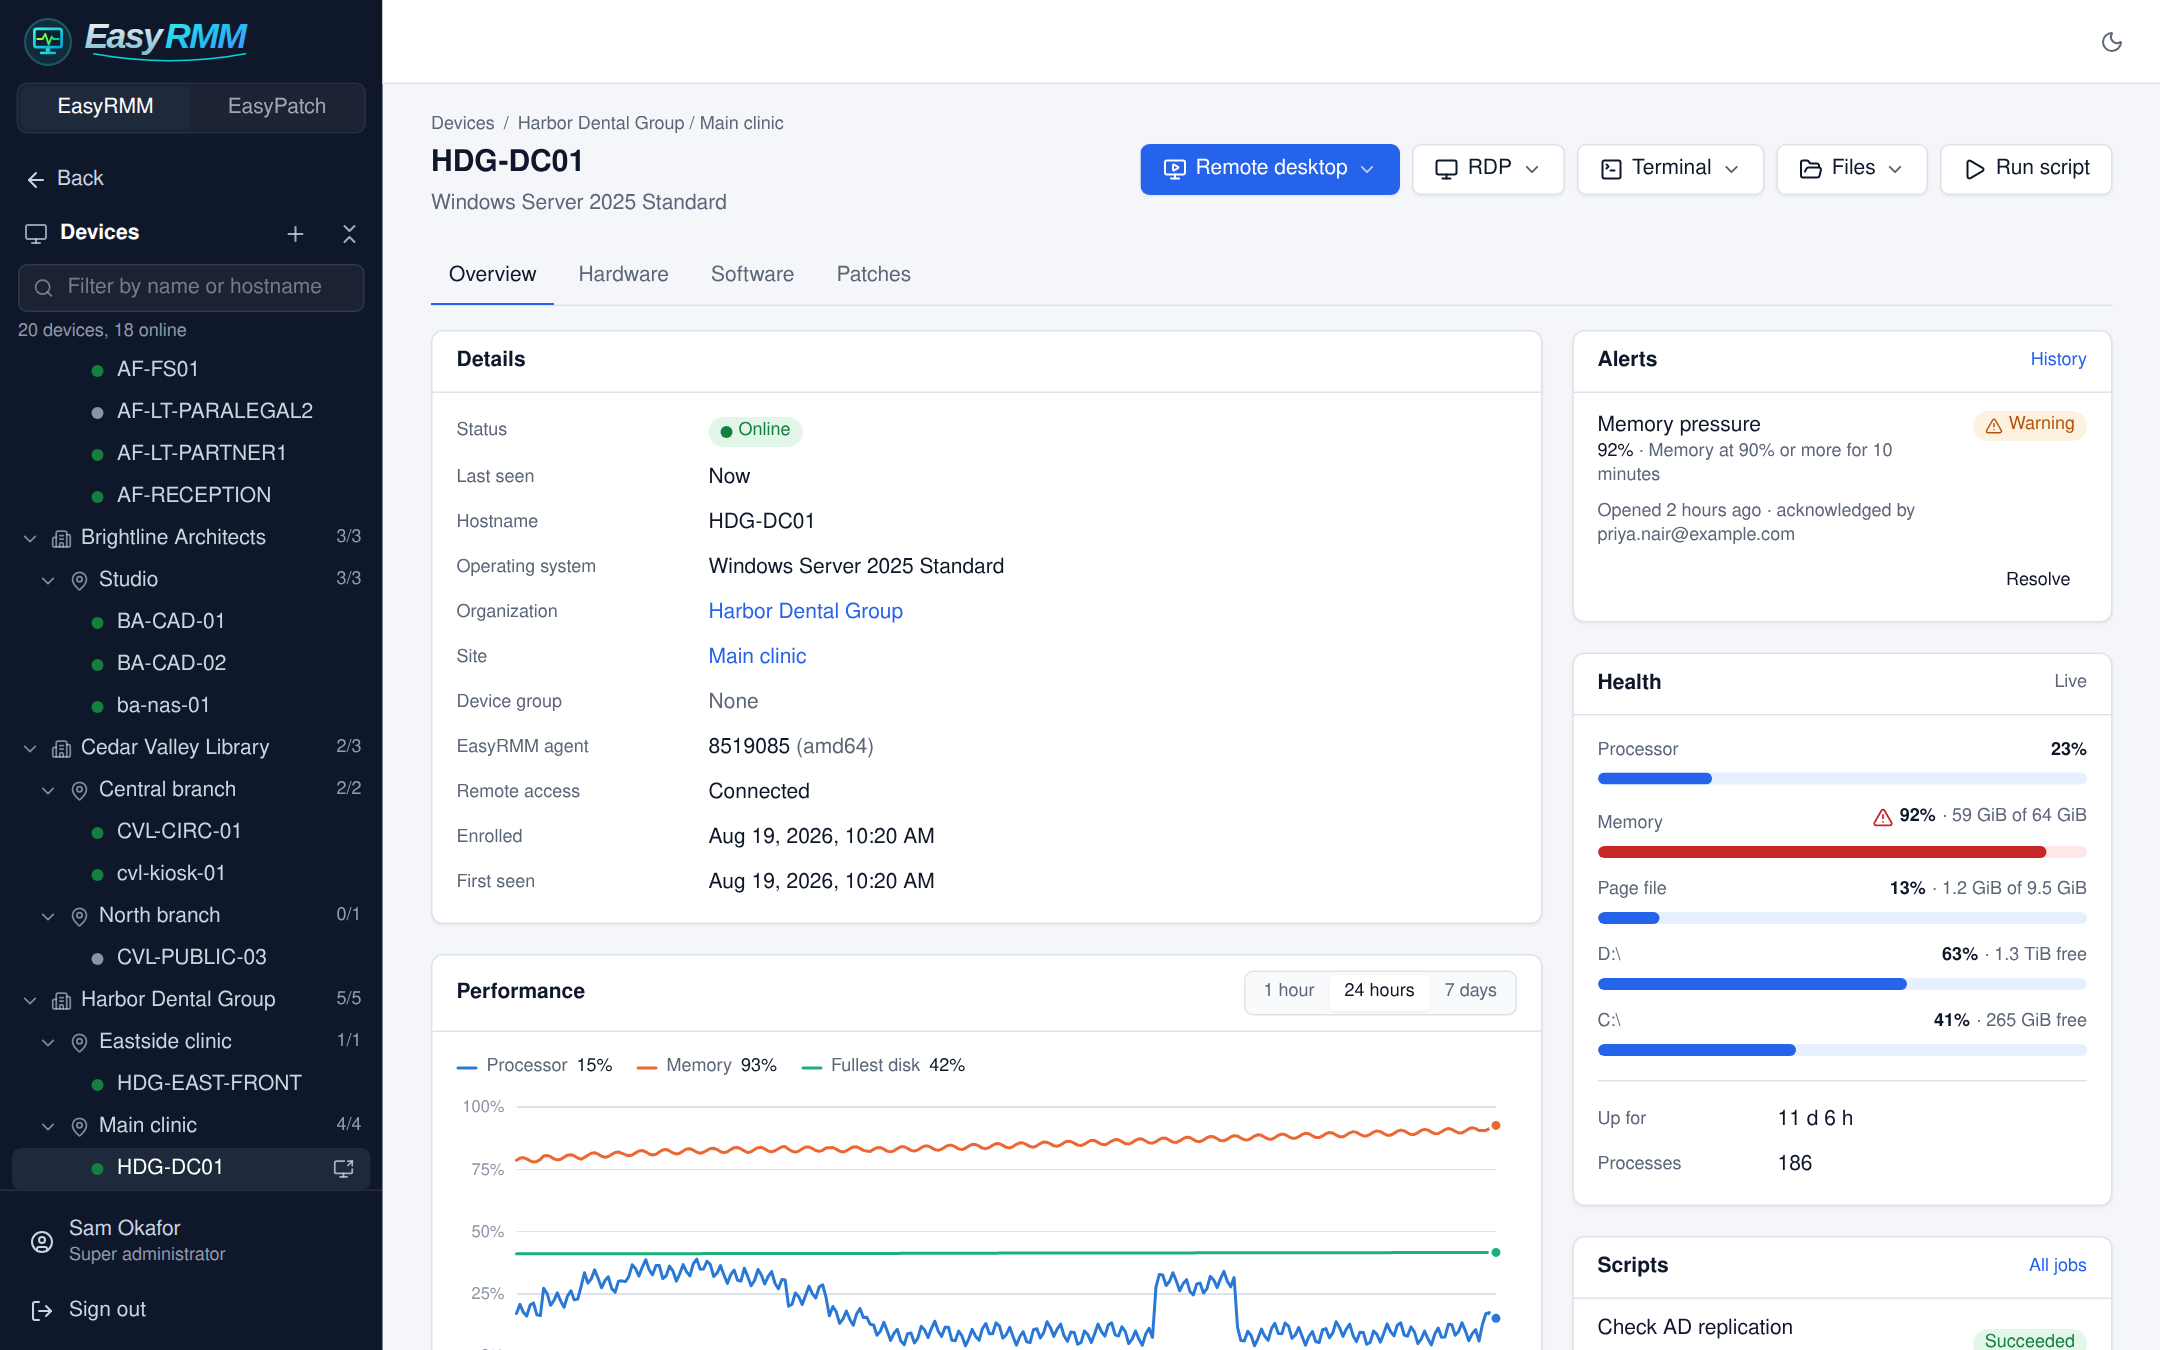 EasyRMM
EasyRMM
EasyPatch
Back
Devices
Filter by name or hostname
20 devices, 18 online
AF-FS01
AF-LT-PARALEGAL2
AF-LT-PARTNER1
AF-RECEPTION
Brightline Architects 3/3
Studio 3/3
BA-CAD-01
BA-CAD-02
ba-nas-01
Cedar Valley Library 2/3
Central branch 2/2
CVL-CIRC-01
cvl-kiosk-01
North branch 0/1
CVL-PUBLIC-03
Harbor Dental Group 5/5
Eastside clinic 1/1
HDG-EAST-FRONT
Main clinic 4/4
HDG-DC01
Sam Okafor
Super administrator
Sign out
Devices / Harbor Dental Group / Main clinic
HDG-DC01
Windows Server 2025 Standard
Remote desktop
RDP
Terminal
Files
Run script
Overview
Hardware
Software
Patches
Details
Status Online
Last seen Now
Hostname HDG-DC01
Operating system Windows Server 2025 Standard
Organization Harbor Dental Group
Site Main clinic
Device group None
EasyRMM agent 8519085 (amd64)
Remote access Connected
Enrolled Aug 19, 2026, 10:20 AM
First seen Aug 19, 2026, 10:20 AM
Performance
1 hour
24 hours
7 days
Processor 15%
Memory 93%
Fullest disk 42%
100%
75%
50%
25%
Alerts
History
Memory pressure
Warning
92% · Memory at 90% or more for 10
minutes
Opened 2 hours ago · acknowledged by
priya.nair@example.com
Resolve
Health
Live
Processor 23%
Memory 92% · 59 GiB of 64 GiB
Page file 13% · 1.2 GiB of 9.5 GiB
D:\ 63% · 1.3 TiB free
C:\ 41% · 265 GiB free
Up for 11 d 6 h
Processes 186
Scripts
All jobs
Check AD replication
Succeeded